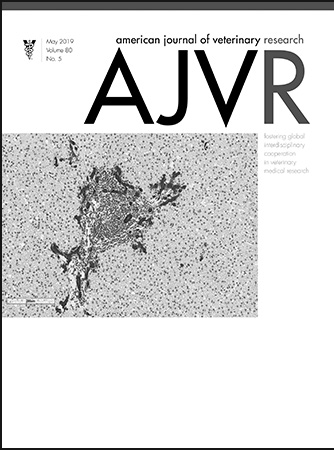 May 2019
Volume 80
No. 5
american journal of veterinary research
AJVR
fostering global
interdisciplinary
cooperation
in veterinary
medical research